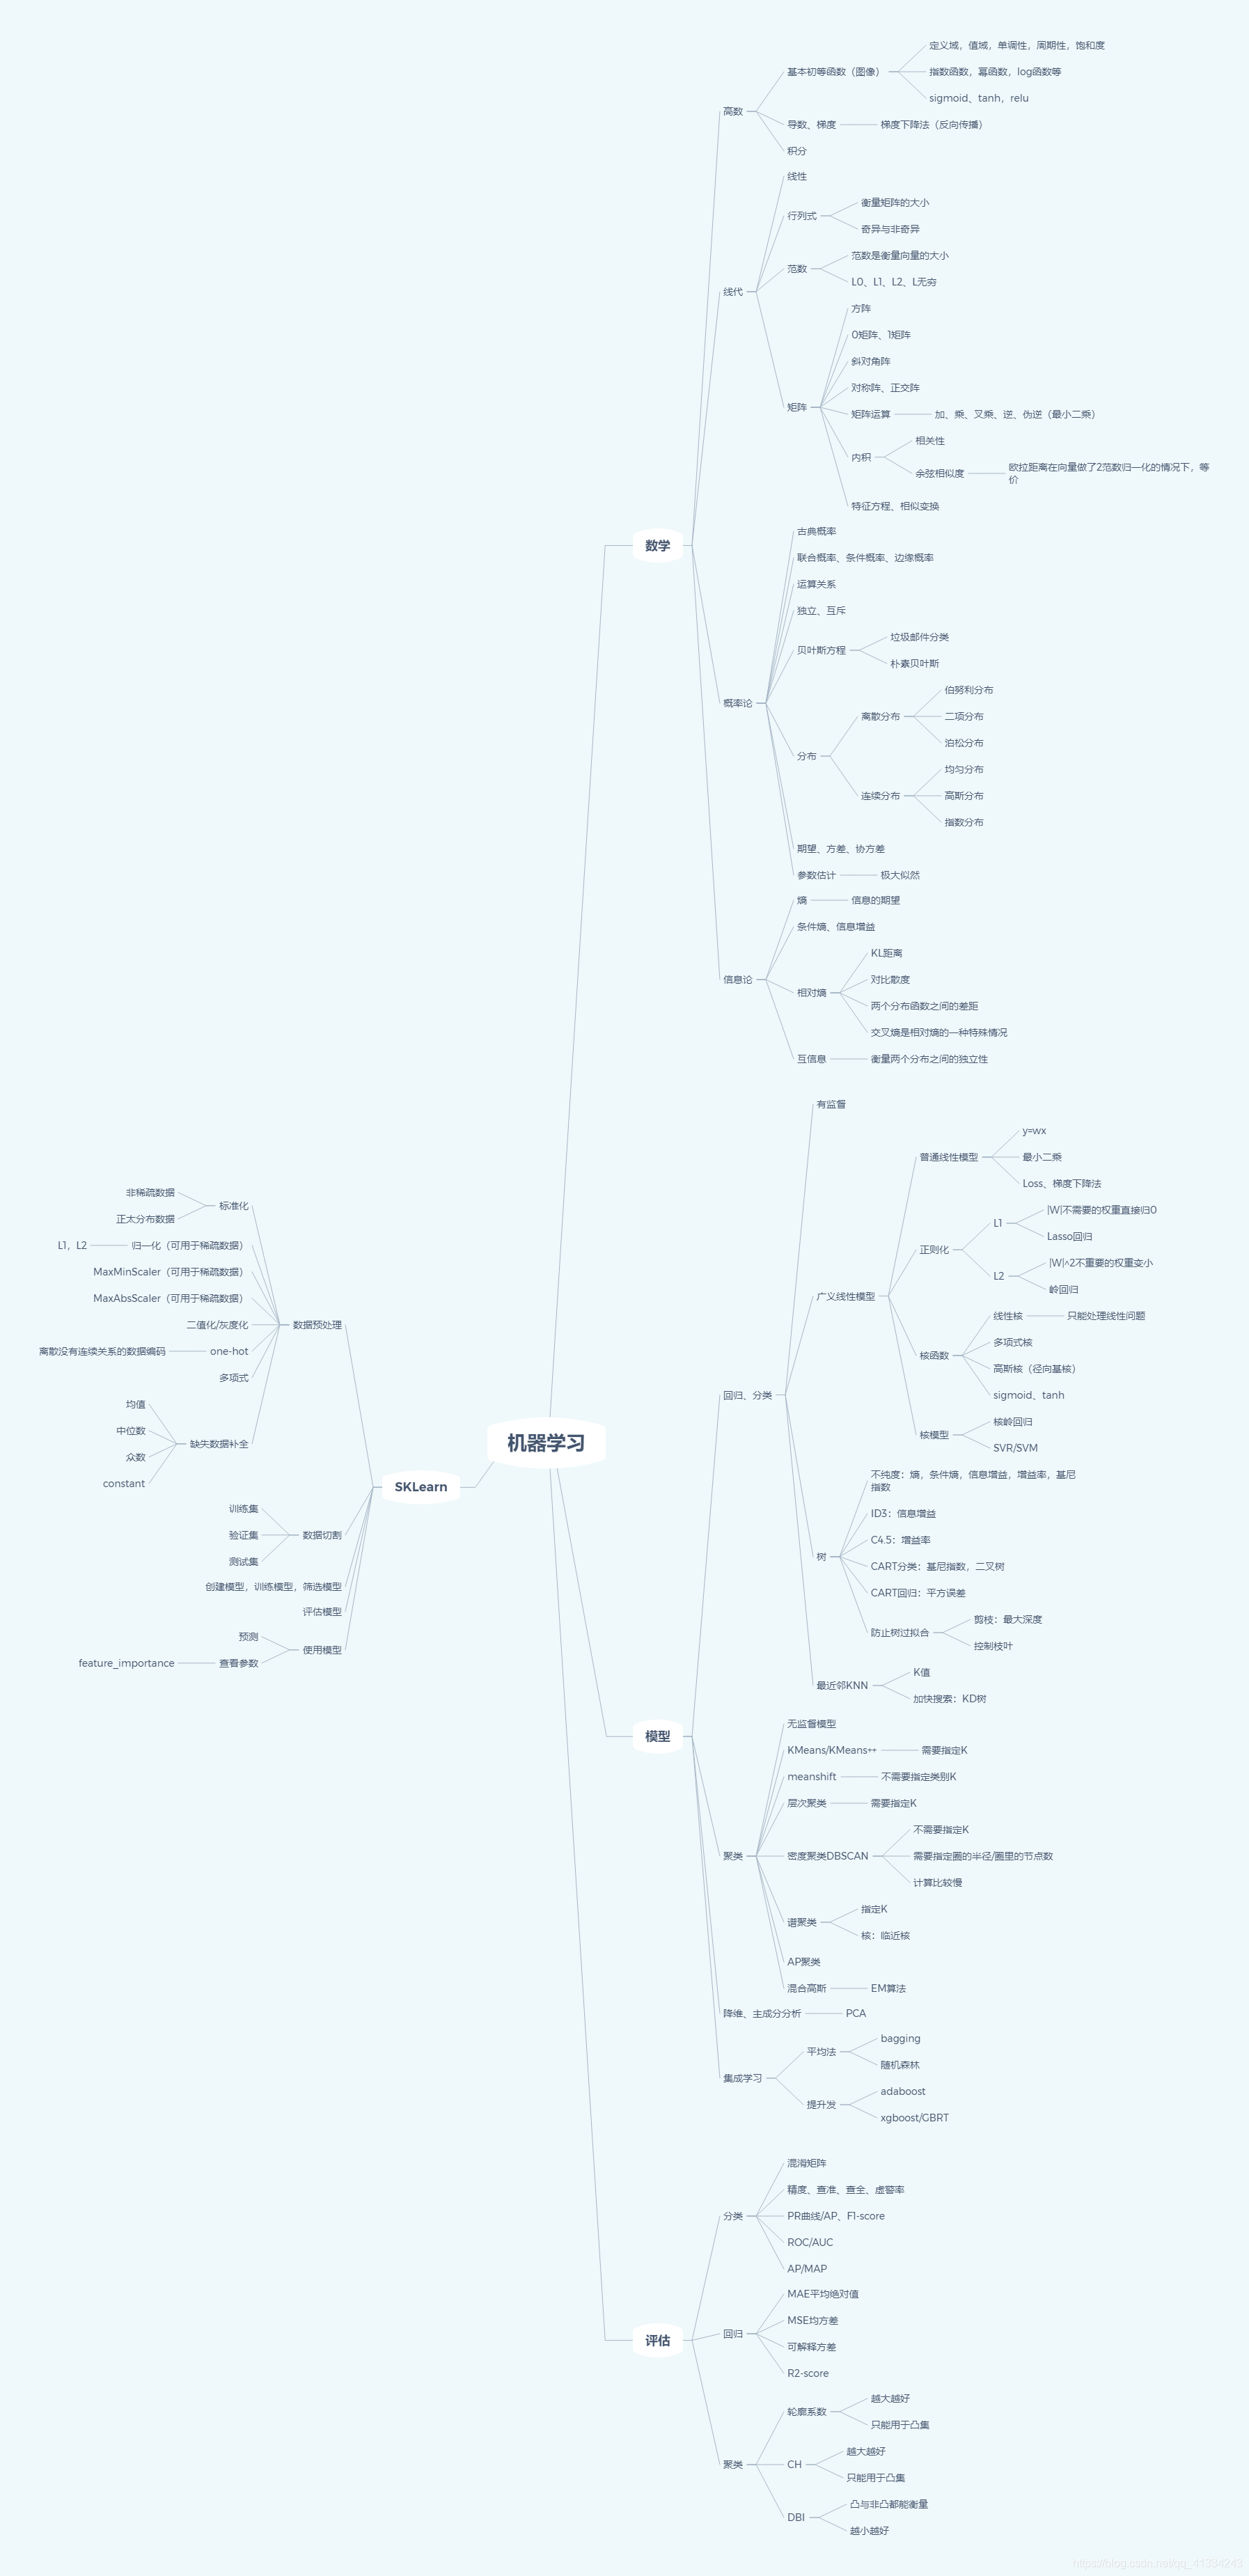 机器学习
数学
高数
基本初等函数（图像）
定义域，值域，单调性，周期性，饱和度
指数函数，幂函数，log函数等
sigmoid、tanh，relu
导数、梯度
梯度下降法（反向传播）
积分
线代
线性
行列式
衡量矩阵的大小
奇异与非奇异
范数
范数是衡量向量的大小
L0、L1、L2、L无穷
矩阵
方阵
0矩阵、1矩阵
斜对角阵
对称阵、正交阵
矩阵运算
加、乘、叉乘、逆、伪逆（最小二乘）
内积
相关性
余弦相似度
欧拉距离在向量做了2范数归一化的情况下，等
价
特征方程、相似变换
概率论
古典概率
联合概率、条件概率、边缘概率
运算关系
独立、互斥
贝叶斯方程
垃圾邮件分类
朴素贝叶斯
分布
离散分布
伯努利分布
二项分布
泊松分布
连续分布
均匀分布
高斯分布
指数分布
期望、方差、协方差
参数估计
极大似然
信息论
熵
信息的期望
条件熵、信息增益
相对熵
KL距离
对比散度
两个分布函数之间的差距
交叉熵是相对熵的一种特殊情况
互信息
衡量两个分布之间的独立性
SKLearn
数据预处理
标准化
非稀疏数据
正太分布数据
归一化（可用于稀疏数据）
L1，L2
MaxMinScaler（可用于稀疏数据）
MaxAbsScaler（可用于稀疏数据）
二值化/灰度化
one-hot
离散没有连续关系的数据编码
多项式
缺失数据补全
均值
中位数
众数
constant
数据切割
训练集
验证集
测试集
创建模型，训练模型，筛选模型
评估模型
使用模型
预测
查看参数
feature_importance
模型
回归、分类
有监督
广义线性模型
普通线性模型
y=wx
最小二乘
Loss、梯度下降法
正则化
L1
|W|不需要的权重直接归0
Lasso回归
L2
|W|^2不重要的权重变小
岭回归
核函数
线性核
只能处理线性问题
多项式核
高斯核（径向基核）
sigmoid、tanh
核模型
核岭回归
SVR/SVM
树
不纯度：熵，条件熵，信息增益，增益率，基尼
指数
ID3：信息增益
C4.5：增益率
CART分类：基尼指数，二叉树
CART回归：平方误差
防止树过拟合
剪枝：最大深度
控制枝叶
最近邻KNN
K值
加快搜索：KD树
聚类
无监督模型
KMeans/KMeans++
需要指定K
meanshift
不需要指定类别K
层次聚类
需要指定K
密度聚类DBSCAN
不需要指定K
需要指定圈的半径/圈里的节点数
计算比较慢
谱聚类
指定K
核：临近核
AP聚类
混合高斯
EM算法
降维、主成分分析
PCA
集成学习
平均法
bagging
随机森林
提升发
adaboost
xgboost/GBRT
评估
分类
混淆矩阵
精度、查准、查全、虚警率
PR曲线/AP、F1-score
ROC/AUC
AP/MAP
回归
MAE平均绝对值
MSE均方差
可解释方差
R2-score
聚类
轮廓系数
越大越好
只能用于凸集
CH
越大越好
只能用于凸集
DBI
凸与非凸都能衡量
越小越好
https://blog.csdn.net/qq_41334243